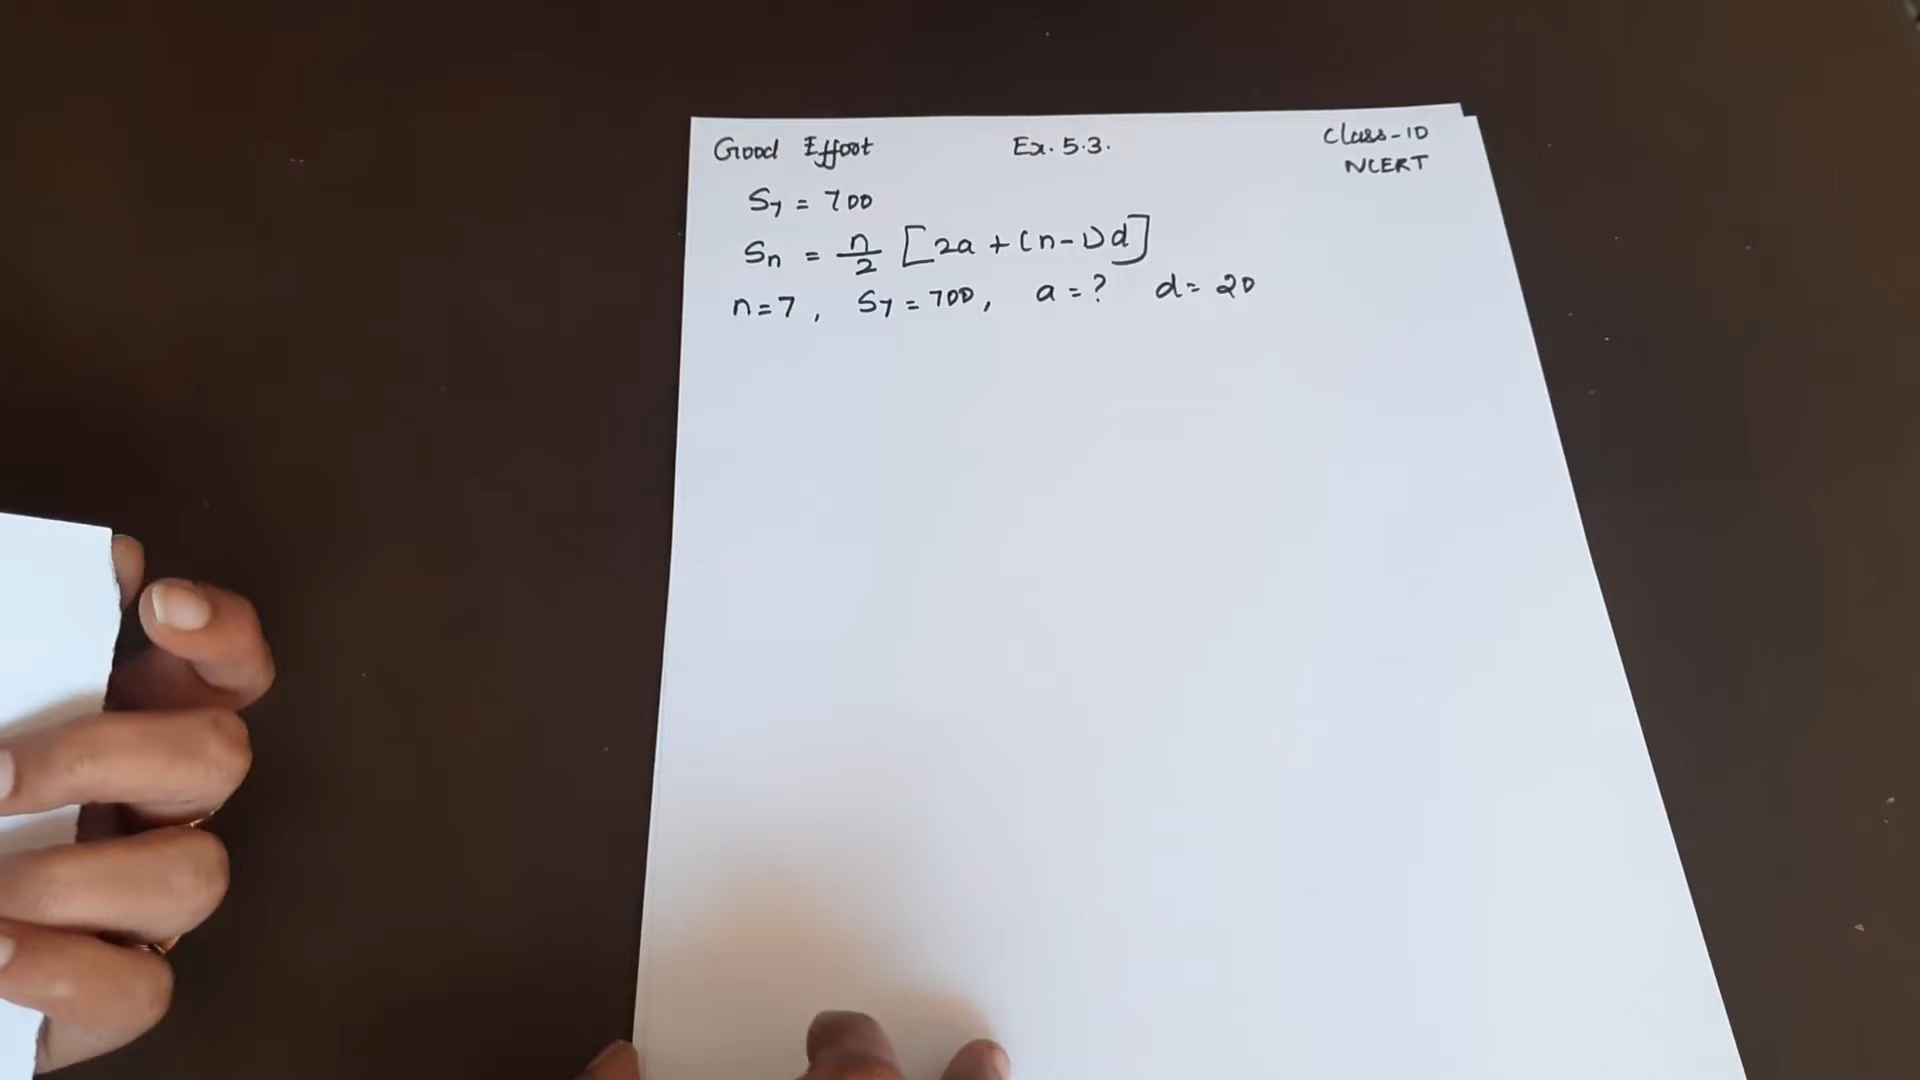 Good Effort Ex. 5.3. Class-10
NCERT
S₇ = 700
Sn = n/2 [2a + (n-1)d]
n=7, S₇ = 700, a = ? d = 20